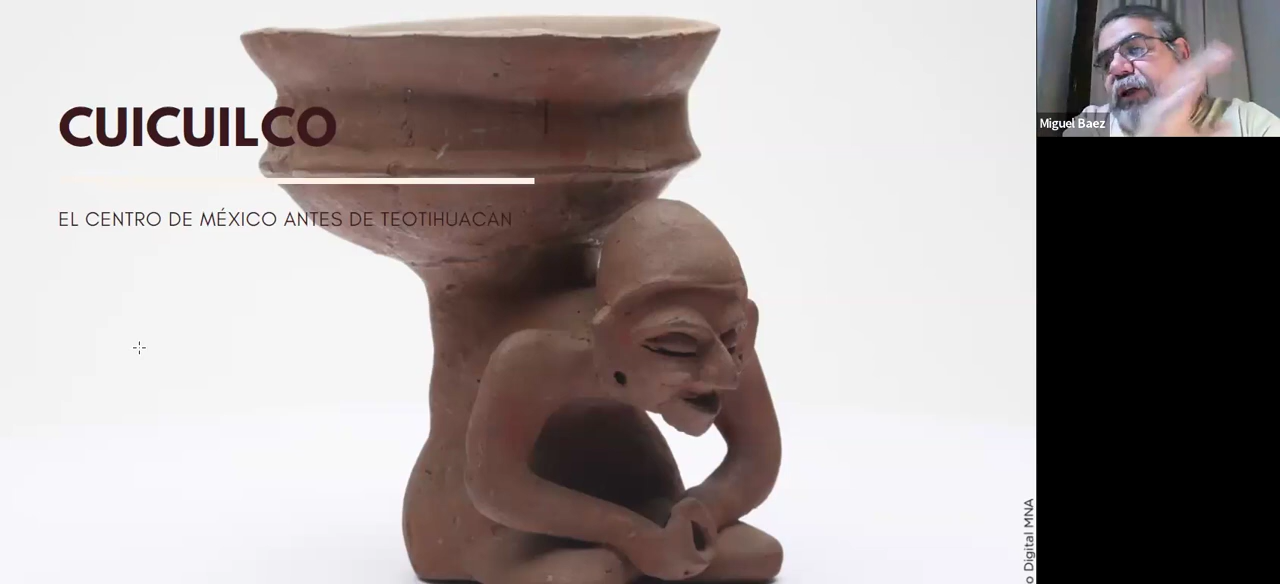 CUICUILCO
EL CENTRO DE MÉXICO ANTES DE TEOTIHUACAN
Miguel Baez
o Digital MNA